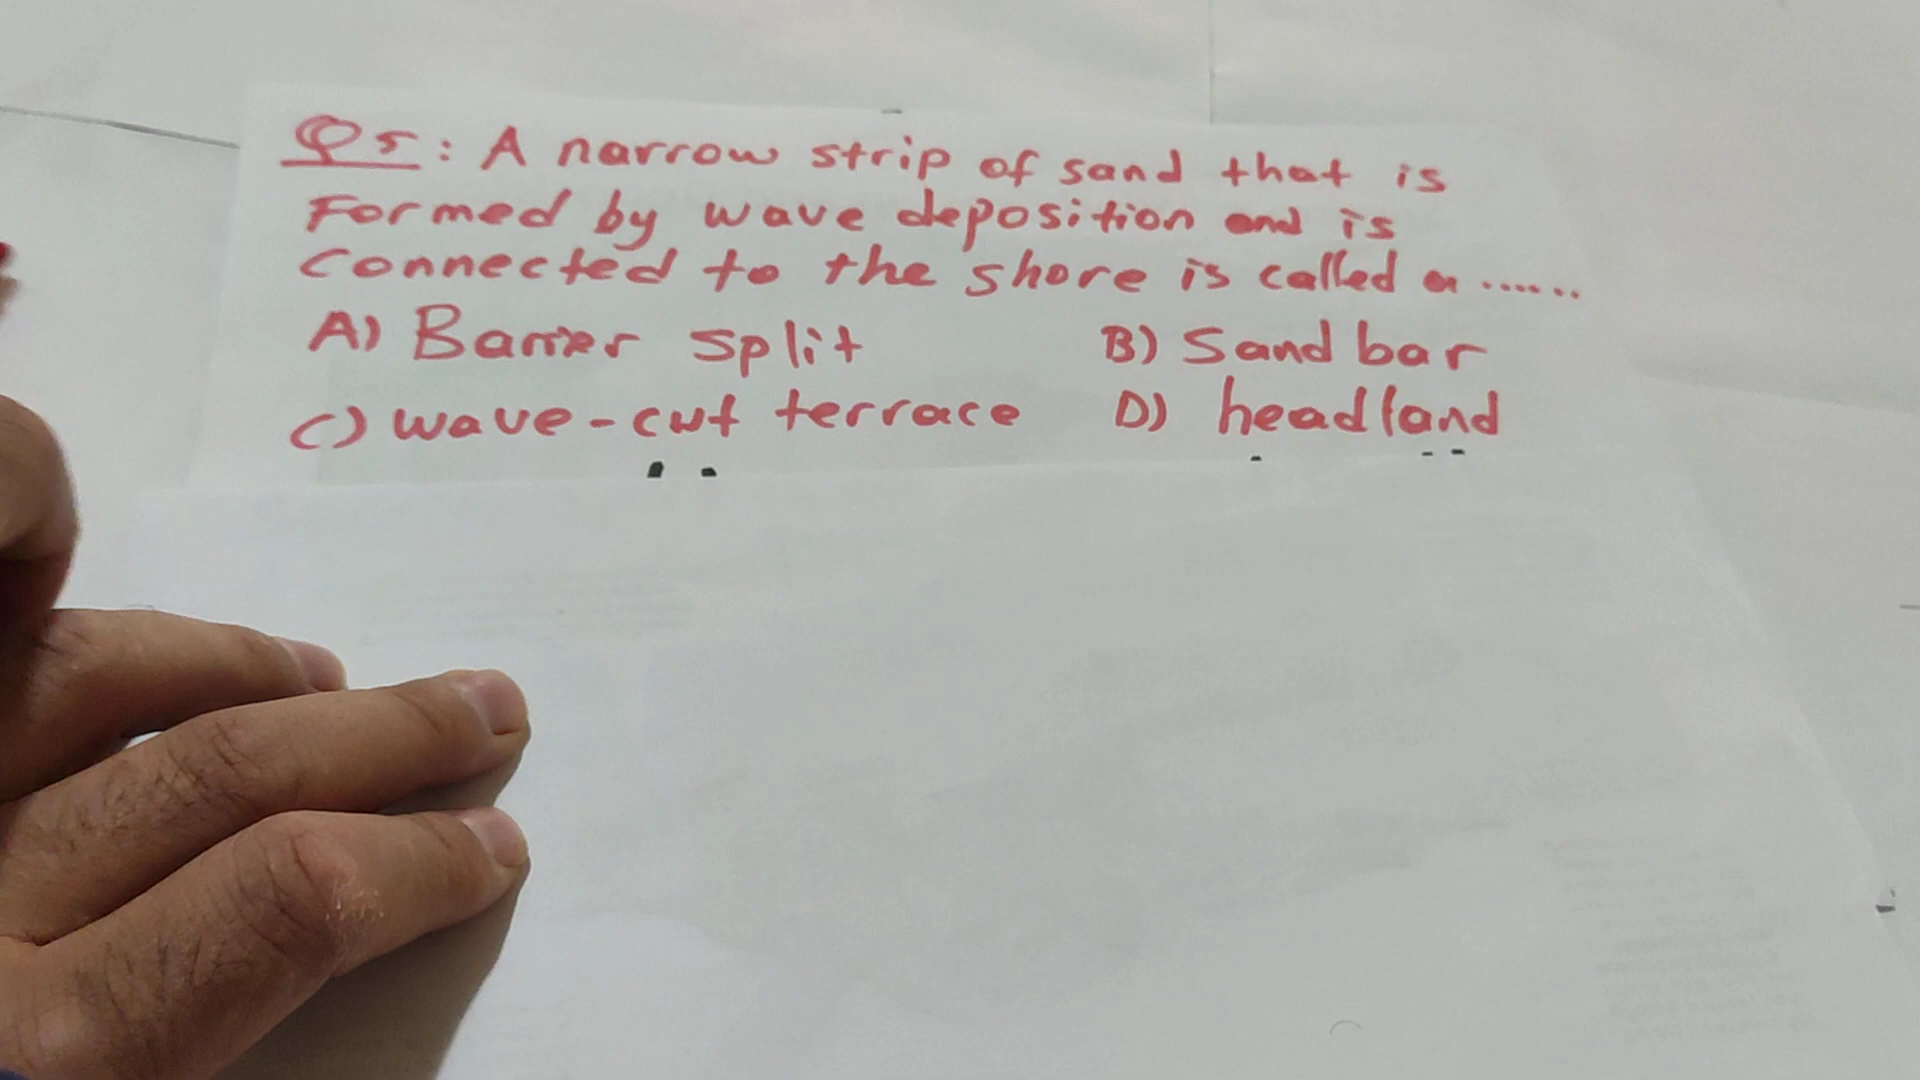 Q5: A narrow strip of sand that is
Formed by wave deposition and is
connected to the shore is called a ......
A) Barrier split
B) Sand bar
C) wave-cut terrace
D) headland